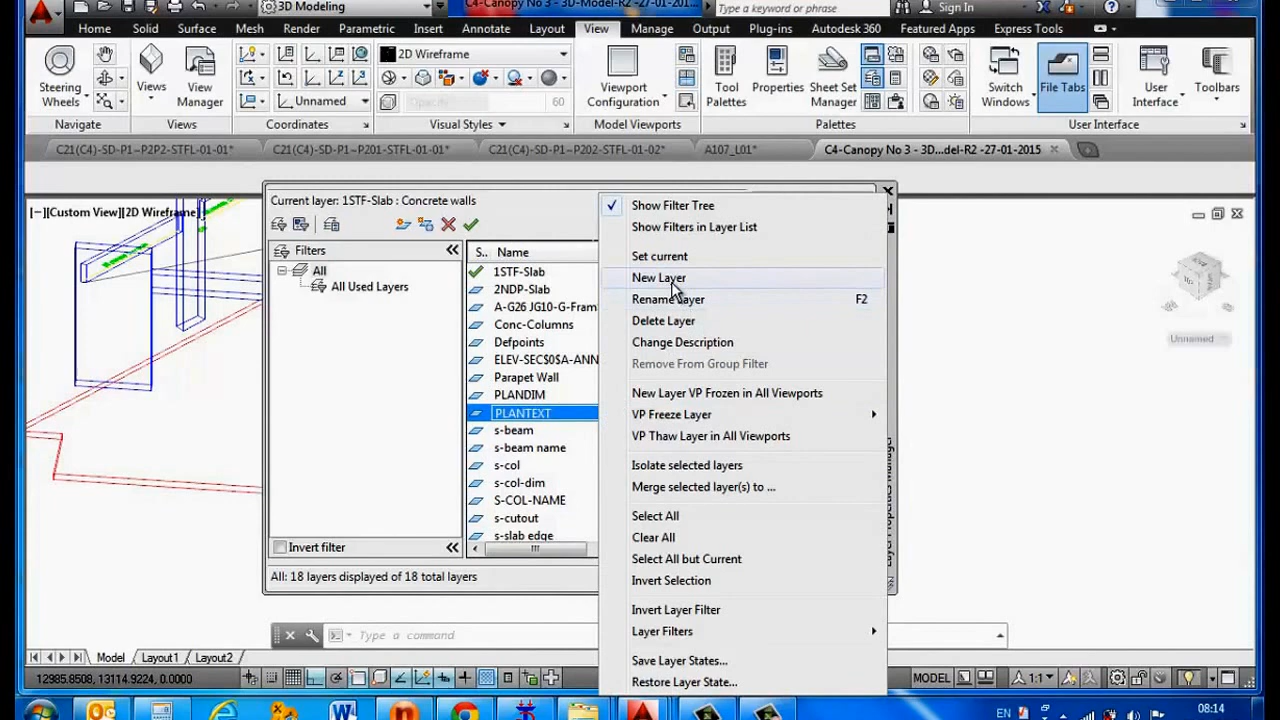 3D Modeling
C4-Canopy No 3 - 3D-Model-R2 -27-01-201...
Type a keyword or phrase
Sign In
Home Solid Surface Mesh Render Parametric Annotate Insert Layout View Manage Output Plug-ins Autodesk 360 Featured Apps Express Tools
2D Wireframe
Steering Wheels
Views
View Manager
Unnamed
Opacity 60
Viewport Configuration
Tool Palettes
Properties
Sheet Set Manager
Switch Windows
File Tabs
User Interface
Toolbars
Navigate Views Coordinates Visual Styles Model Viewports Palettes User Interface
C21(C4)-SD-P1~P2P2-STFL-01-01* C21(C4)-SD-P1~P201-STFL-01-01* C21(C4)-SD-P1~P202-STFL-01-02* A107_L01* C4-Canopy No 3 - 3D...del-R2 -27-01-2015
[−][Custom View][2D Wireframe]
Current layer: 1STF-Slab : Concrete walls
Filters
All
All Used Layers
Invert filter
All: 18 layers displayed of 18 total layers
S.. Name
1STF-Slab
2NDP-Slab
A-G26 JG10-G-Fram
Conc-Columns
Defpoints
ELEV-SEC$0$A-ANN
Parapet Wall
PLANDIM
PLANTEXT
s-beam
s-beam name
s-col
s-col-dim
S-COL-NAME
s-cutout
s-slab edge
Show Filter Tree
Show Filters in Layer List
Set current
New Layer
Rename Layer F2
Delete Layer
Change Description
Remove From Group Filter
New Layer VP Frozen in All Viewports
VP Freeze Layer
VP Thaw Layer in All Viewports
Isolate selected layers
Merge selected layer(s) to ...
Select All
Clear All
Select All but Current
Invert Selection
Invert Layer Filter
Layer Filters
Save Layer States...
Restore Layer State...
Unnamed
Type a command
Model Layout1 Layout2
12985.8508, 13114.9224, 0.0000
MODEL
1:1
EN
08:14